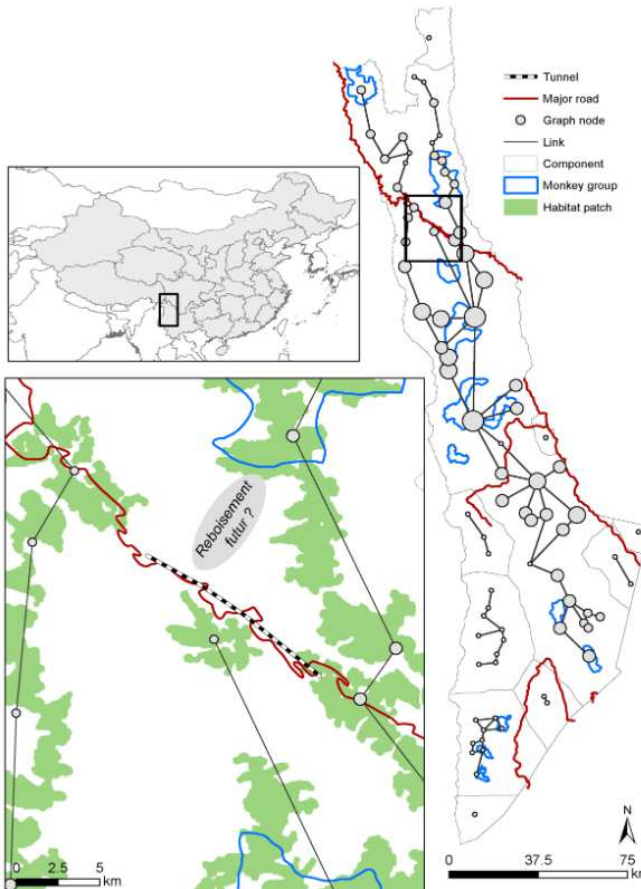 Tunnel
Major road
Graph node
Link
Component
Monkey group
Habitat patch
Reboisement
futur ?
0 2.5 5
km
N
0 37.5 75